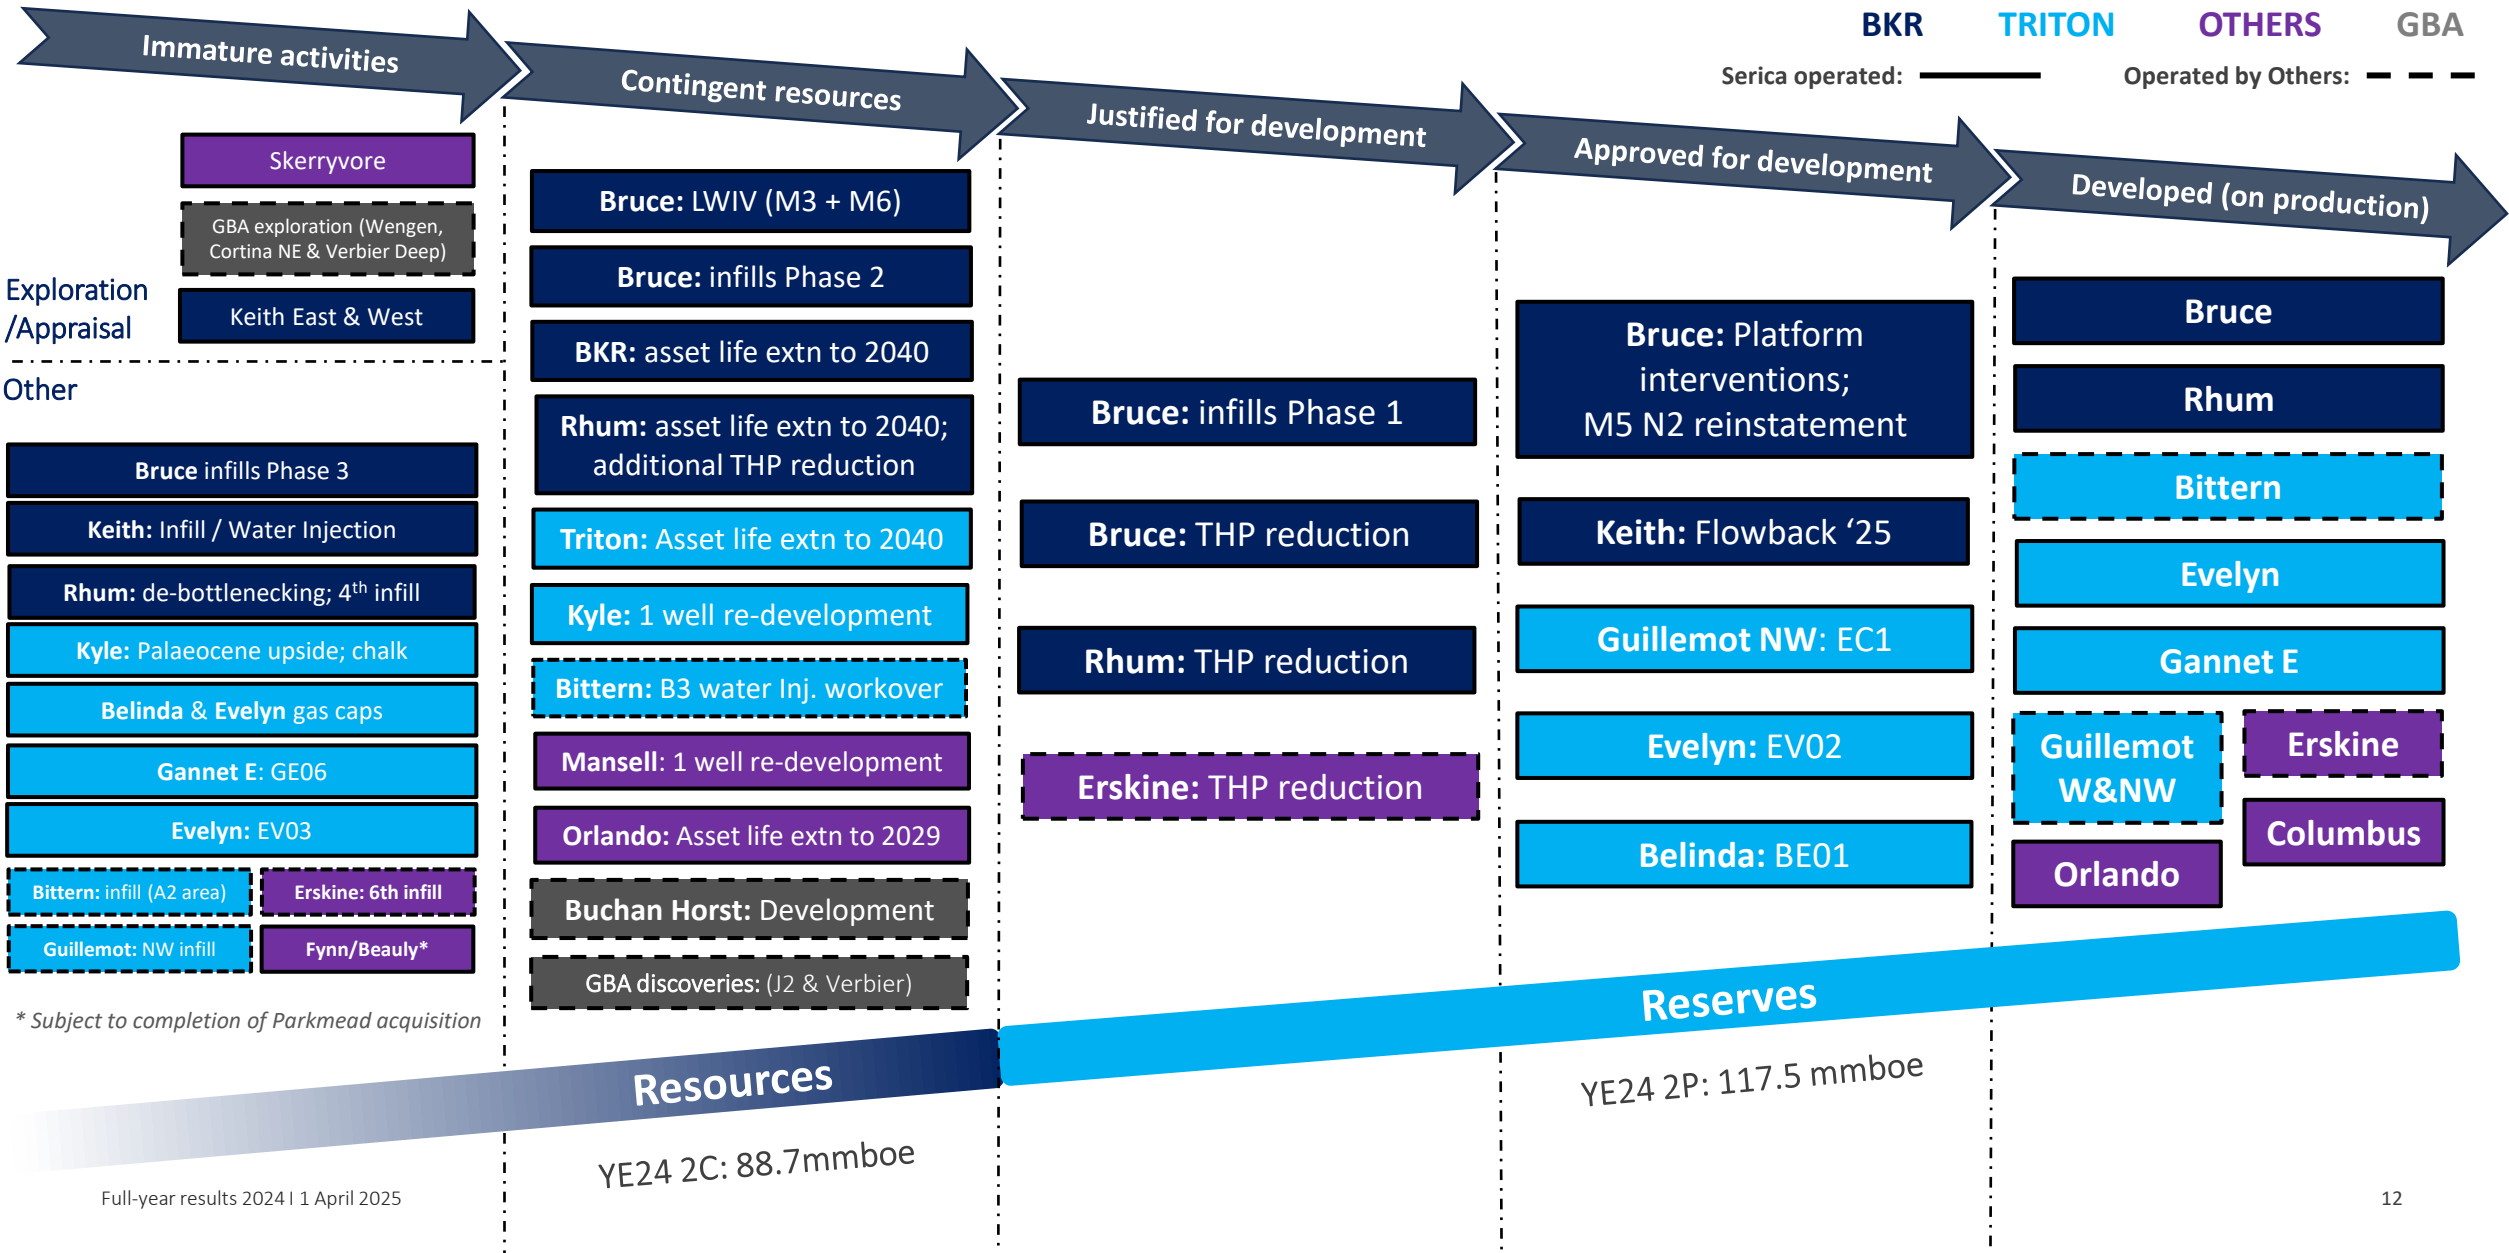 BKR
TRITON
OTHERS
GBA
Serica operated:
Operated by Others:
Immature activities
Contingent resources
Justified for development
Approved for development
Developed (on production)
Skerryvore
GBA exploration (Wengen,
Cortina NE & Verbier Deep)
Exploration
/Appraisal
Keith East & West
Other
Bruce infills Phase 3
Keith: Infill / Water Injection
Rhum: de-bottlenecking; 4th infill
Kyle: Palaeocene upside; chalk
Belinda & Evelyn gas caps
Gannet E: GE06
Evelyn: EV03
Bittern: infill (A2 area)
Erskine: 6th infill
Guillemot: NW infill
Fynn/Beauly*
* Subject to completion of Parkmead acquisition
Bruce: LWIV (M3 + M6)
Bruce: infills Phase 2
BKR: asset life extn to 2040
Rhum: asset life extn to 2040;
additional THP reduction
Triton: Asset life extn to 2040
Kyle: 1 well re-development
Bittern: B3 water Inj. workover
Mansell: 1 well re-development
Orlando: Asset life extn to 2029
Buchan Horst: Development
GBA discoveries: (J2 & Verbier)
Bruce: infills Phase 1
Bruce: THP reduction
Rhum: THP reduction
Erskine: THP reduction
Bruce: Platform
interventions;
M5 N2 reinstatement
Keith: Flowback ‘25
Guillemot NW: EC1
Evelyn: EV02
Belinda: BE01
Bruce
Rhum
Bittern
Evelyn
Gannet E
Guillemot
W&NW
Erskine
Columbus
Orlando
Resources
Reserves
YE24 2C: 88.7mmboe
YE24 2P: 117.5 mmboe
Full-year results 2024 I 1 April 2025
12